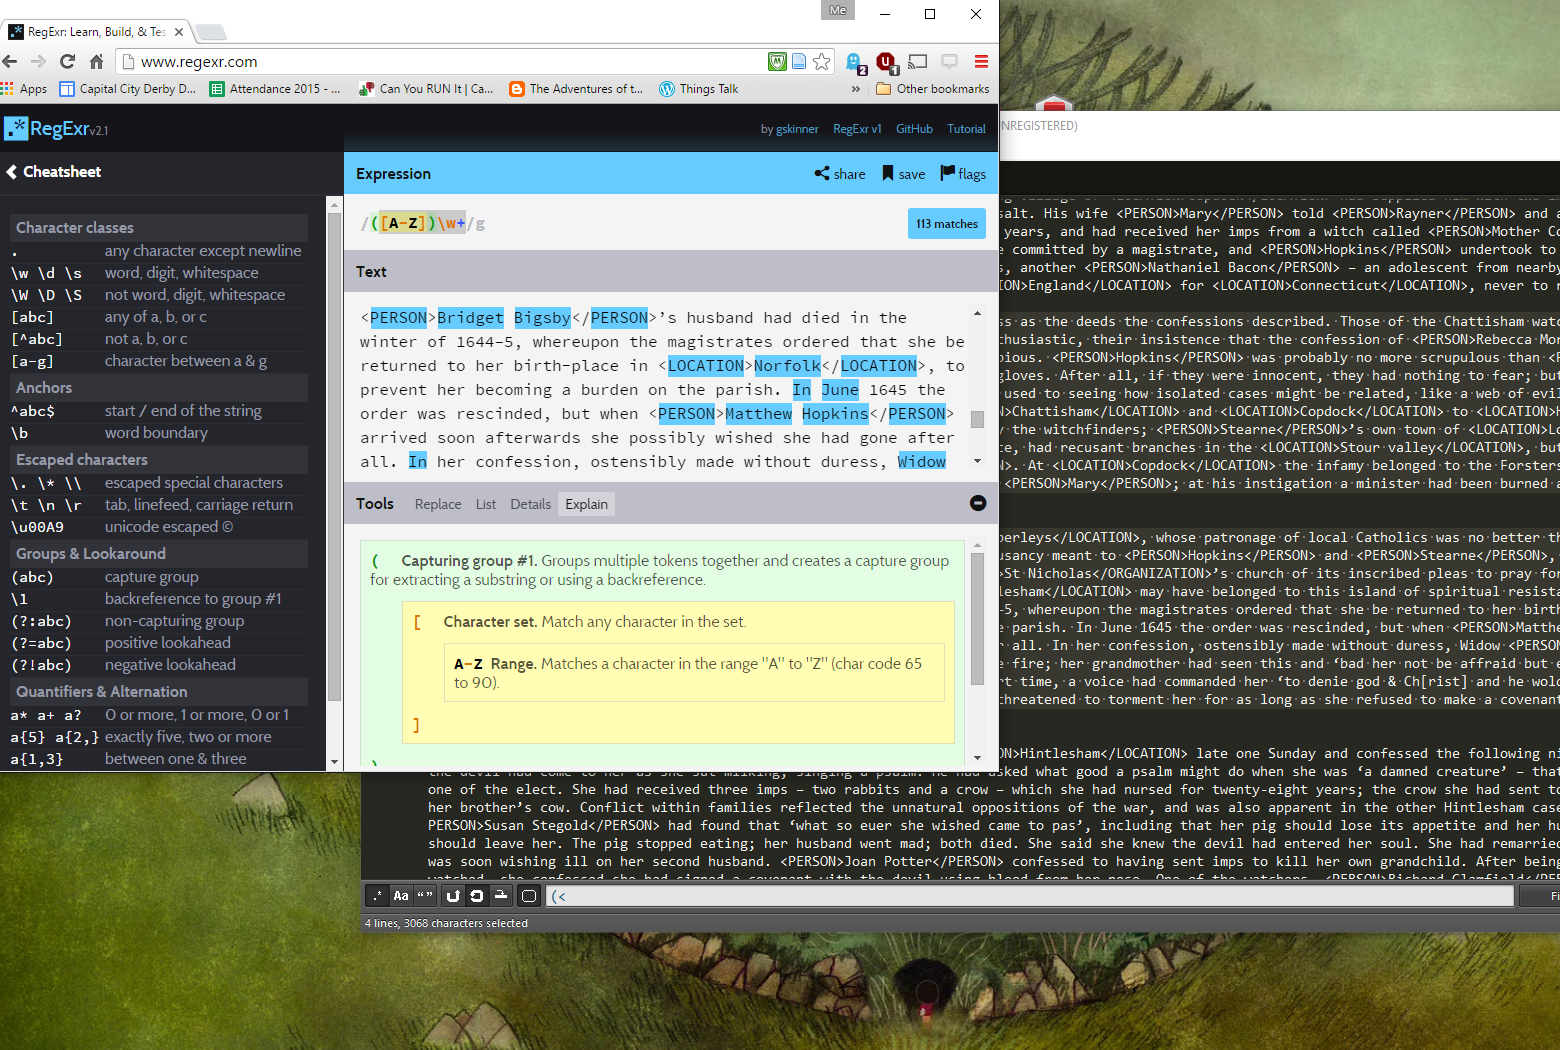 Me
RegExr: Learn, Build, & Tes
www.regexr.com
2
1
Apps
Capital City Derby D...
Attendance 2015 - ...
Can You RUN It | Ca...
The Adventures of t...
Things Talk
»
Other bookmarks
.* RegExr v2.1
by gskinner
RegExr v1
GitHub
Tutorial
Cheatsheet
Character classes
. any character except newline
\w \d \s word, digit, whitespace
\W \D \S not word, digit, whitespace
[abc] any of a, b, or c
[^abc] not a, b, or c
[a-g] character between a & g
Anchors
^abc$ start / end of the string
\b word boundary
Escaped characters
\. \* \\ escaped special characters
\t \n \r tab, linefeed, carriage return
\u00A9 unicode escaped ©
Groups & Lookaround
(abc) capture group
\1 backreference to group #1
(?:abc) non-capturing group
(?=abc) positive lookahead
(?!abc) negative lookahead
Quantifiers & Alternation
a* a+ a? 0 or more, 1 or more, 0 or 1
a{5} a{2,} exactly five, two or more
a{1,3} between one & three
Expression
share
save
flags
/([A-Z])\w+/g
113 matches
Text
<PERSON>Bridget Bigsby</PERSON>’s husband had died in the
winter of 1644–5, whereupon the magistrates ordered that she be
returned to her birth-place in <LOCATION>Norfolk</LOCATION>, to
prevent her becoming a burden on the parish. In June 1645 the
order was rescinded, but when <PERSON>Matthew Hopkins</PERSON>
arrived soon afterwards she possibly wished she had gone after
all. In her confession, ostensibly made without duress, Widow
Tools
Replace
List
Details
Explain
( Capturing group #1. Groups multiple tokens together and creates a capture group
for extracting a substring or using a backreference.
[ Character set. Match any character in the set.
A-Z Range. Matches a character in the range "A" to "Z" (char code 65
to 90).
]
)
NREGISTERED)
salt. His wife <PERSON>Mary</PERSON> told <PERSON>Rayner</PERSON> and a
years, and had received her imps from a witch called <PERSON>Mother Co
e committed by a magistrate, and <PERSON>Hopkins</PERSON> undertook to
s, another <PERSON>Nathaniel Bacon</PERSON> – an adolescent from nearby
ION>England</LOCATION> for <LOCATION>Connecticut</LOCATION>, never to r
ss as the deeds the confessions described. Those of the Chattisham watc
thusiastic, their insistence that the confession of <PERSON>Rebecca Mor
bious. <PERSON>Hopkins</PERSON> was probably no more scrupulous than <P
gloves. After all, if they were innocent, they had nothing to fear; but
used to seeing how isolated cases might be related, like a web of evil
>Chattisham</LOCATION> and <LOCATION>Copdock</LOCATION> to <LOCATION>H
y the witchfinders; <PERSON>Stearne</PERSON>’s own town of <LOCATION>Lo
ce, had recusant branches in the <LOCATION>Stour valley</LOCATION>, but
>. At <LOCATION>Copdock</LOCATION> the infamy belonged to the Forsters
<PERSON>Mary</PERSON>; at his instigation a minister had been burned a
perleys</LOCATION>, whose patronage of local Catholics was no better th
usancy meant to <PERSON>Hopkins</PERSON> and <PERSON>Stearne</PERSON>,
St Nicholas</ORGANIZATION>’s church of its inscribed pleas to pray for
lesham</LOCATION> may have belonged to this island of spiritual resista
–5, whereupon the magistrates ordered that she be returned to her birth
e parish. In June 1645 the order was rescinded, but when <PERSON>Matthe
r all. In her confession, ostensibly made without duress, Widow <PERSON
e fire; her grandmother had seen this and ‘bad her not be affraid but e
rt time, a voice had commanded her ‘to denie god & Ch[rist] and he wold
threatened to torment her for as long as she refused to make a covenant
ON>Hintlesham</LOCATION> late one Sunday and confessed the following ni
the devil had come to her as she sat milking, singing a psalm. He had asked what good a psalm might do when she was ‘a damned creature’ – that
one of the elect. She had received three imps – two rabbits and a crow – which she had nursed for twenty-eight years; the crow she had sent to
her brother’s cow. Conflict within families reflected the unnatural oppositions of the war, and was also apparent in the other Hintlesham case
PERSON>Susan Stegold</PERSON> had found that ‘what so euer she wished came to pas’, including that her pig should lose its appetite and her hu
should leave her. The pig stopped eating; her husband went mad; both died. She said she knew the devil had entered her soul. She had remarried
was soon wishing ill on her second husband. <PERSON>Joan Potter</PERSON> confessed to having sent imps to kill her own grandchild. After being
watched, she confessed she had signed a covenant with the devil using blood from her nose. One of the watchers, <PERSON>Richard Glamfield</PER
.* Aa “ ”
(<
Fi
4 lines, 3068 characters selected